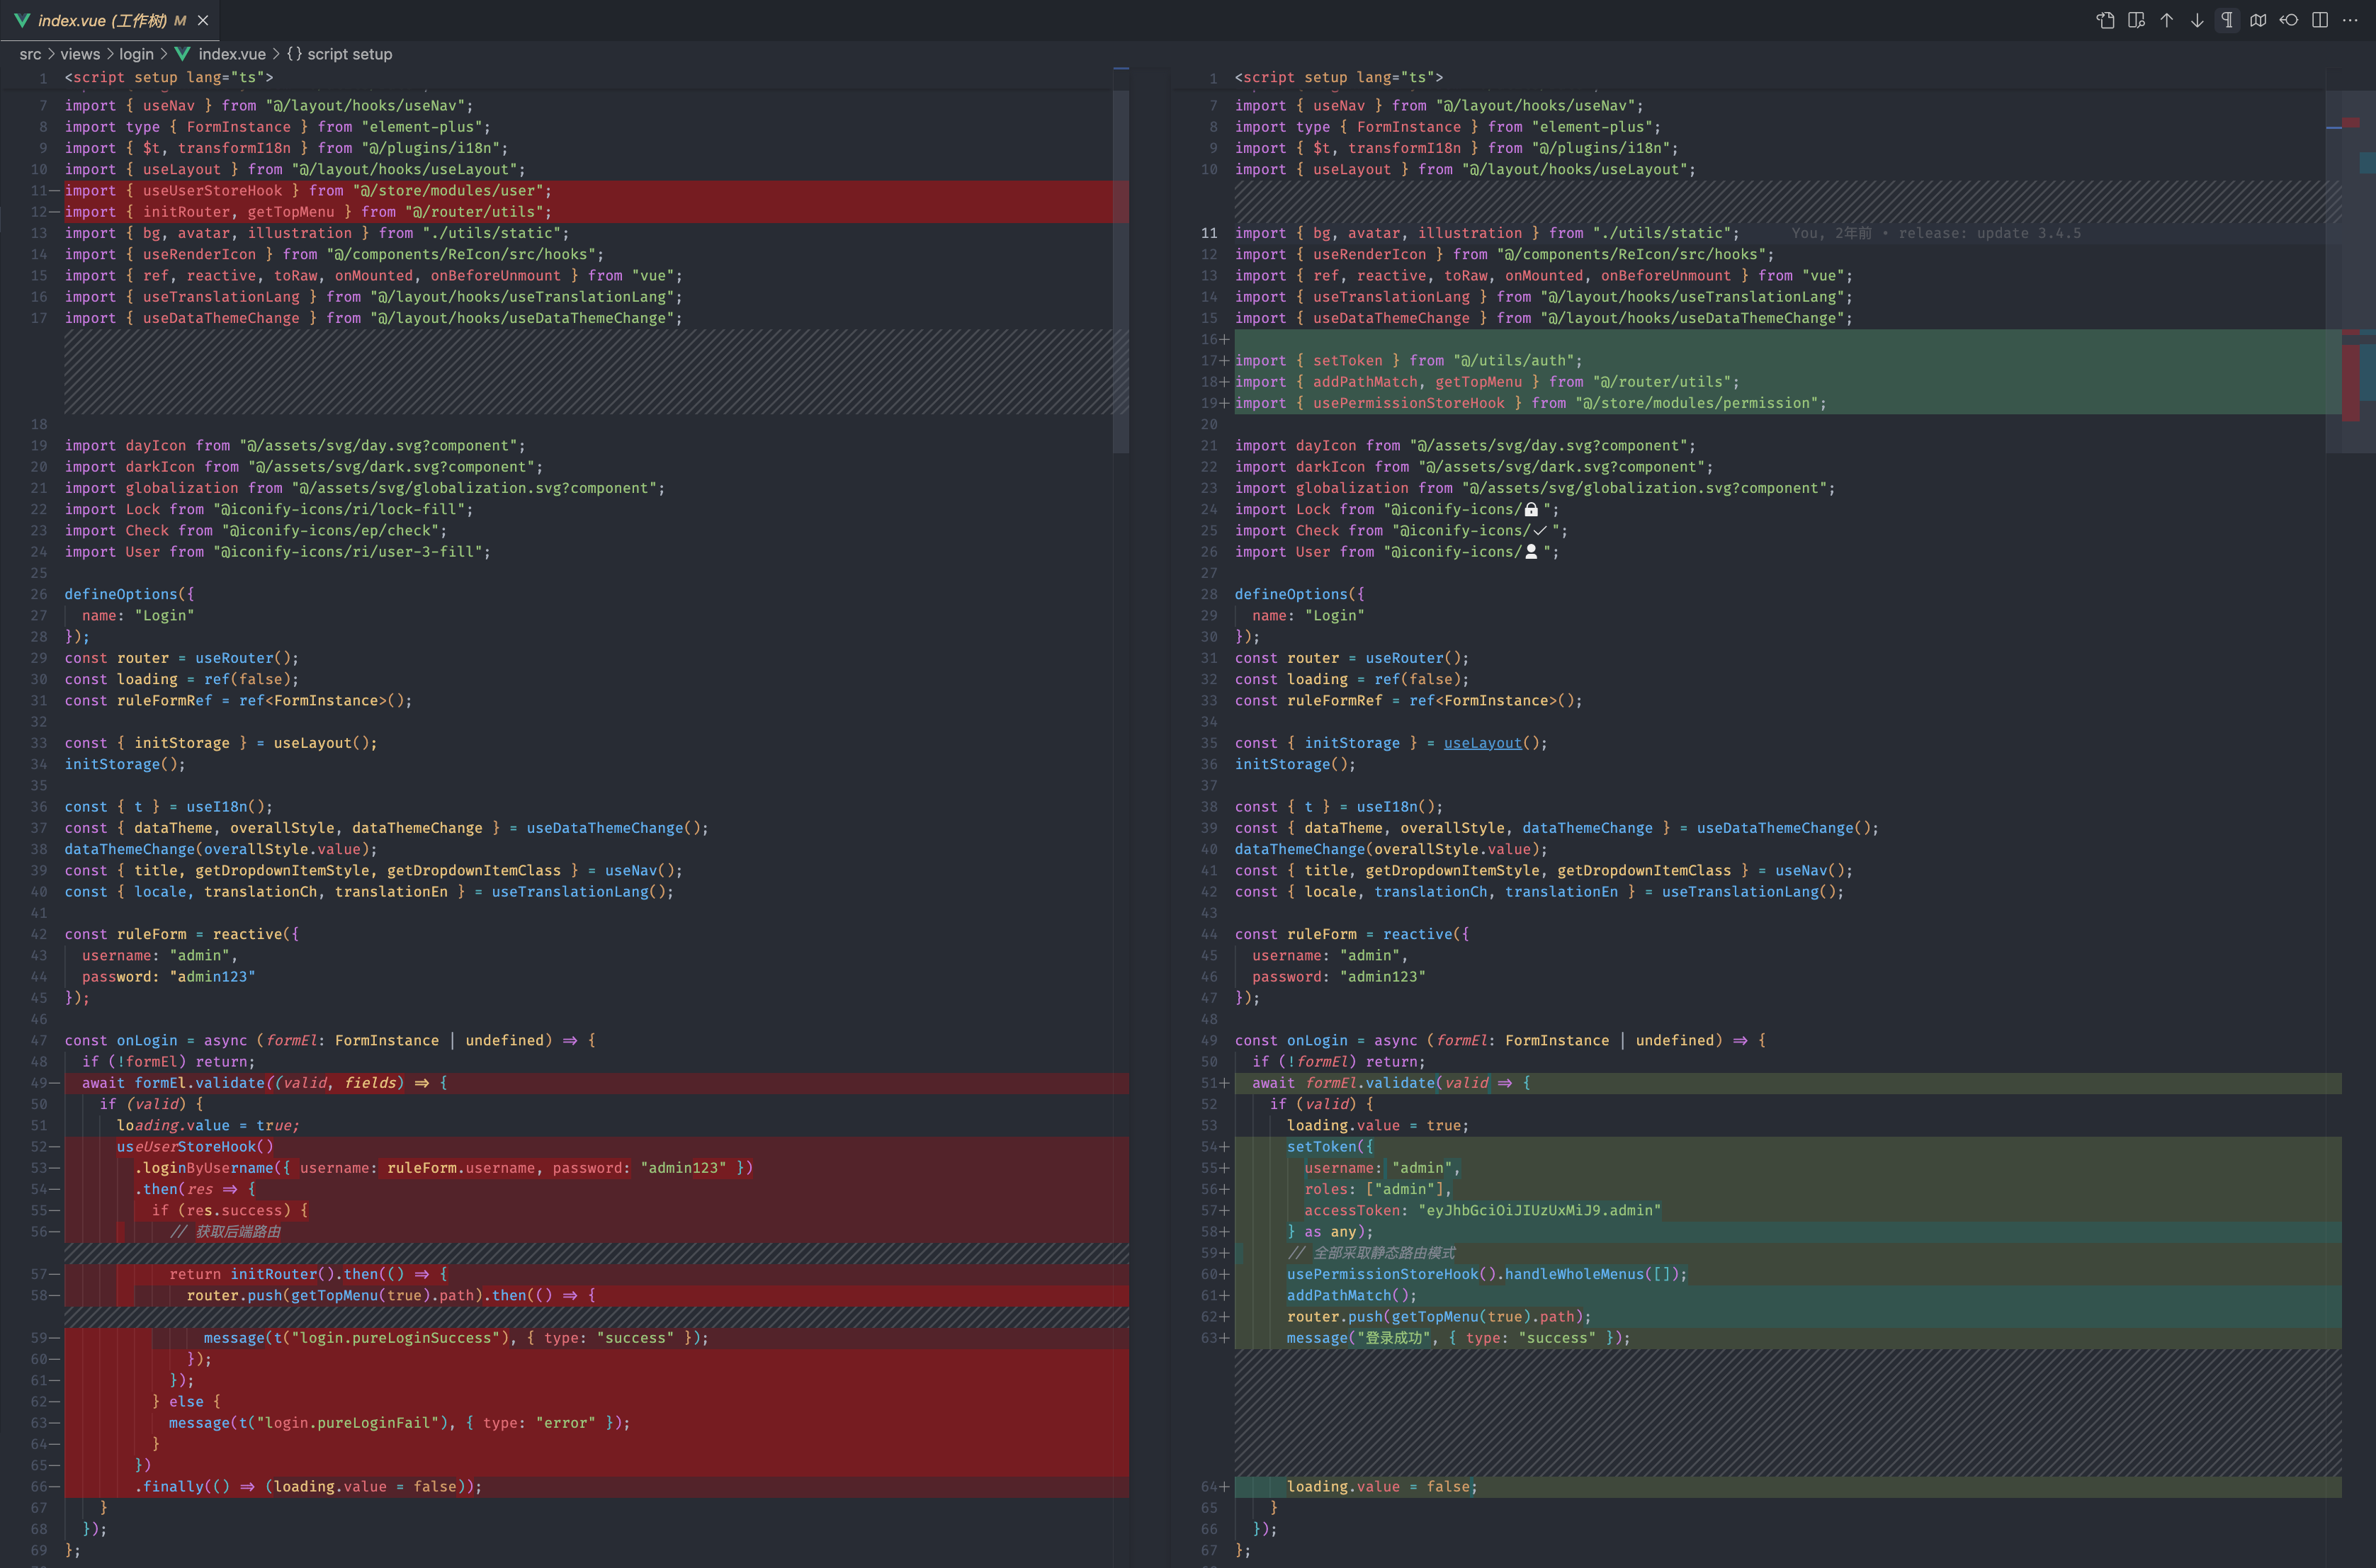 index.vue (工作树) M
src > views > login > index.vue > {} script setup
1 <script setup lang="ts">
7 import { useNav } from "@/layout/hooks/useNav";
8 import type { FormInstance } from "element-plus";
9 import { $t, transformI18n } from "@/plugins/i18n";
10 import { useLayout } from "@/layout/hooks/useLayout";
11— import { useUserStoreHook } from "@/store/modules/user";
12— import { initRouter, getTopMenu } from "@/router/utils";
13 import { bg, avatar, illustration } from "./utils/static";
14 import { useRenderIcon } from "@/components/ReIcon/src/hooks";
15 import { ref, reactive, toRaw, onMounted, onBeforeUnmount } from "vue";
16 import { useTranslationLang } from "@/layout/hooks/useTranslationLang";
17 import { useDataThemeChange } from "@/layout/hooks/useDataThemeChange";
18
19 import dayIcon from "@/assets/svg/day.svg?component";
20 import darkIcon from "@/assets/svg/dark.svg?component";
21 import globalization from "@/assets/svg/globalization.svg?component";
22 import Lock from "@iconify-icons/ri/lock-fill";
23 import Check from "@iconify-icons/ep/check";
24 import User from "@iconify-icons/ri/user-3-fill";
25
26 defineOptions({
27 name: "Login"
28 });
29 const router = useRouter();
30 const loading = ref(false);
31 const ruleFormRef = ref<FormInstance>();
32
33 const { initStorage } = useLayout();
34 initStorage();
35
36 const { t } = useI18n();
37 const { dataTheme, overallStyle, dataThemeChange } = useDataThemeChange();
38 dataThemeChange(overallStyle.value);
39 const { title, getDropdownItemStyle, getDropdownItemClass } = useNav();
40 const { locale, translationCh, translationEn } = useTranslationLang();
41
42 const ruleForm = reactive({
43 username: "admin",
44 password: "admin123"
45 });
46
47 const onLogin = async (formEl: FormInstance | undefined) => {
48 if (!formEl) return;
49— await formEl.validate((valid, fields) => {
50 if (valid) {
51 loading.value = true;
52— useUserStoreHook()
53— .loginByUsername({ username: ruleForm.username, password: "admin123" })
54— .then(res => {
55— if (res.success) {
56— // 获取后端路由
57— return initRouter().then(() => {
58— router.push(getTopMenu(true).path).then(() => {
59— message(t("login.pureLoginSuccess"), { type: "success" });
60— });
61— });
62— } else {
63— message(t("login.pureLoginFail"), { type: "error" });
64— }
65— })
66— .finally(() => (loading.value = false));
67 }
68 });
69 };
1 <script setup lang="ts">
7 import { useNav } from "@/layout/hooks/useNav";
8 import type { FormInstance } from "element-plus";
9 import { $t, transformI18n } from "@/plugins/i18n";
10 import { useLayout } from "@/layout/hooks/useLayout";
11 import { bg, avatar, illustration } from "./utils/static"; You, 2年前 • release: update 3.4.5
12 import { useRenderIcon } from "@/components/ReIcon/src/hooks";
13 import { ref, reactive, toRaw, onMounted, onBeforeUnmount } from "vue";
14 import { useTranslationLang } from "@/layout/hooks/useTranslationLang";
15 import { useDataThemeChange } from "@/layout/hooks/useDataThemeChange";
16+
17+ import { setToken } from "@/utils/auth";
18+ import { addPathMatch, getTopMenu } from "@/router/utils";
19+ import { usePermissionStoreHook } from "@/store/modules/permission";
20
21 import dayIcon from "@/assets/svg/day.svg?component";
22 import darkIcon from "@/assets/svg/dark.svg?component";
23 import globalization from "@/assets/svg/globalization.svg?component";
24 import Lock from "@iconify-icons/ ";
25 import Check from "@iconify-icons/ ";
26 import User from "@iconify-icons/ ";
27
28 defineOptions({
29 name: "Login"
30 });
31 const router = useRouter();
32 const loading = ref(false);
33 const ruleFormRef = ref<FormInstance>();
34
35 const { initStorage } = useLayout();
36 initStorage();
37
38 const { t } = useI18n();
39 const { dataTheme, overallStyle, dataThemeChange } = useDataThemeChange();
40 dataThemeChange(overallStyle.value);
41 const { title, getDropdownItemStyle, getDropdownItemClass } = useNav();
42 const { locale, translationCh, translationEn } = useTranslationLang();
43
44 const ruleForm = reactive({
45 username: "admin",
46 password: "admin123"
47 });
48
49 const onLogin = async (formEl: FormInstance | undefined) => {
50 if (!formEl) return;
51+ await formEl.validate(valid => {
52 if (valid) {
53 loading.value = true;
54+ setToken({
55+ username: "admin",
56+ roles: ["admin"],
57+ accessToken: "eyJhbGciOiJIUzUxMiJ9.admin"
58+ } as any);
59+ // 全部采取静态路由模式
60+ usePermissionStoreHook().handleWholeMenus([]);
61+ addPathMatch();
62+ router.push(getTopMenu(true).path);
63+ message("登录成功", { type: "success" });
64+ loading.value = false;
65 }
66 });
67 };